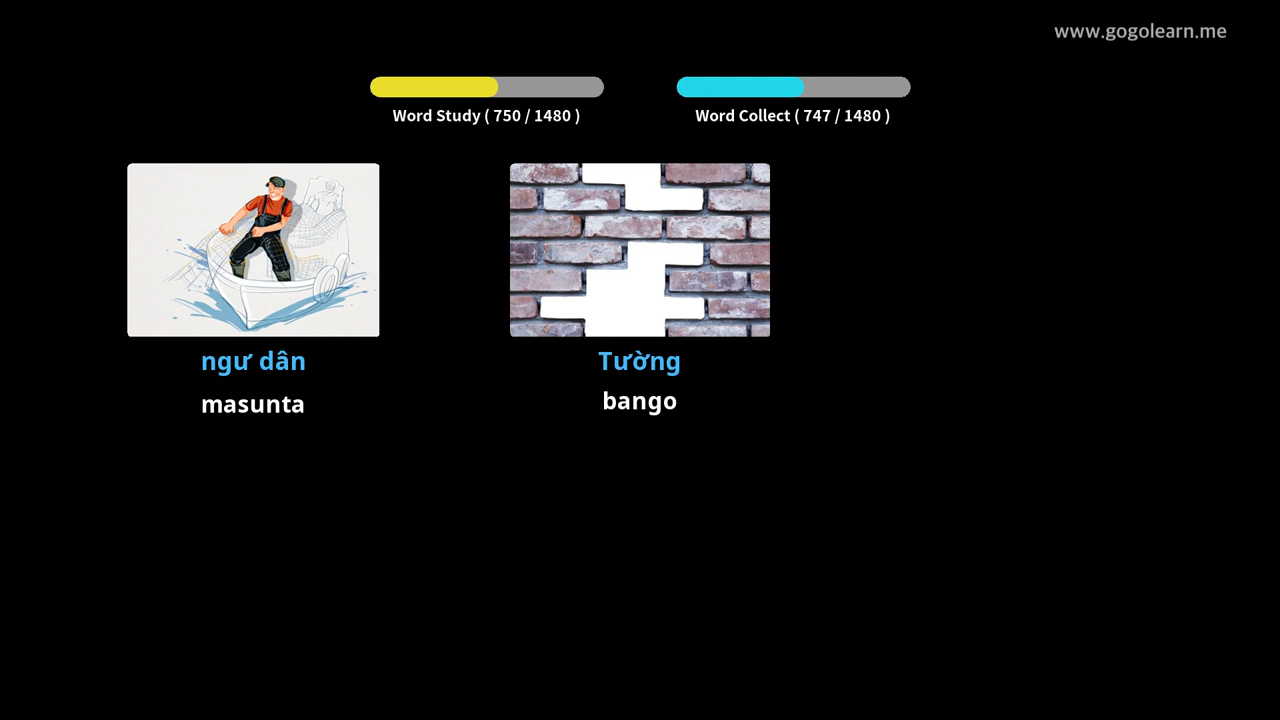 www.gogolearn.me
Word Study ( 750 / 1480 )
Word Collect ( 747 / 1480 )
ngư dân
masunta
Tường
bango